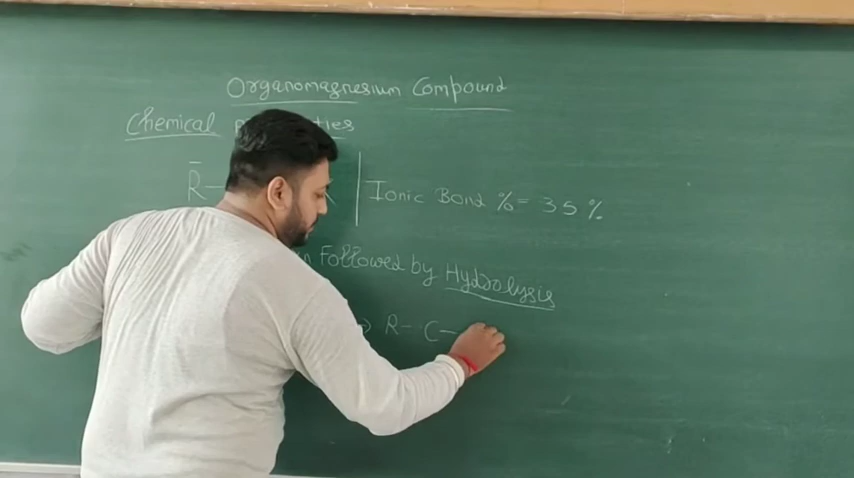 Organomagnesium Compound
Chemical
R̄ – Ionic Bond % = 35 %
Followed by Hydrolysis
R – C –